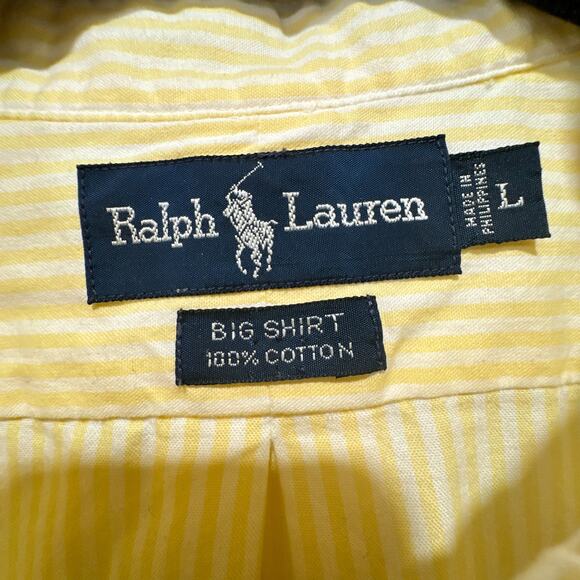 Ralph Lauren
MADE IN
PHILIPPINES
L
BIG SHIRT
100% COTTON